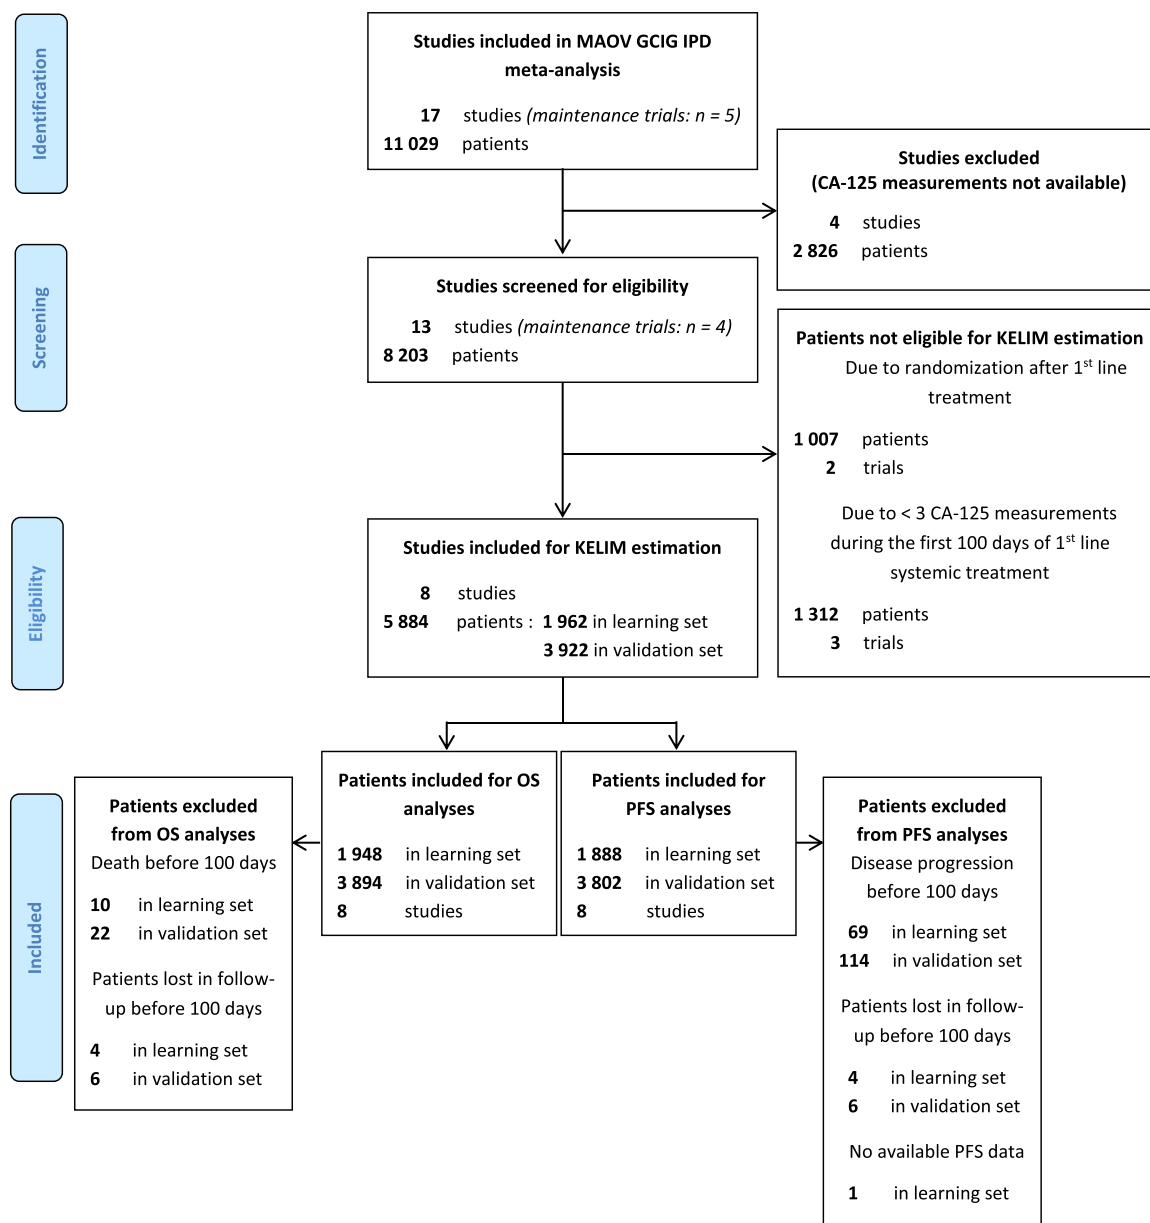 Identification
Studies included in MAOV GCIG IPD
meta-analysis
17 studies (maintenance trials: n = 5)
11 029 patients
Studies excluded
(CA-125 measurements not available)
4 studies
2 826 patients
Screening
Studies screened for eligibility
13 studies (maintenance trials: n = 4)
8 203 patients
Patients not eligible for KELIM estimation
Due to randomization after 1st line
treatment
1 007 patients
2 trials
Due to < 3 CA-125 measurements
during the first 100 days of 1st line
systemic treatment
1 312 patients
3 trials
Eligibility
Studies included for KELIM estimation
8 studies
5 884 patients : 1 962 in learning set
3 922 in validation set
Included
Patients excluded
from OS analyses
Death before 100 days
10 in learning set
22 in validation set
Patients lost in follow-
up before 100 days
4 in learning set
6 in validation set
Patients included for OS
analyses
1 948 in learning set
3 894 in validation set
8 studies
Patients included for
PFS analyses
1 888 in learning set
3 802 in validation set
8 studies
Patients excluded
from PFS analyses
Disease progression
before 100 days
69 in learning set
114 in validation set
Patients lost in follow-
up before 100 days
4 in learning set
6 in validation set
No available PFS data
1 in learning set